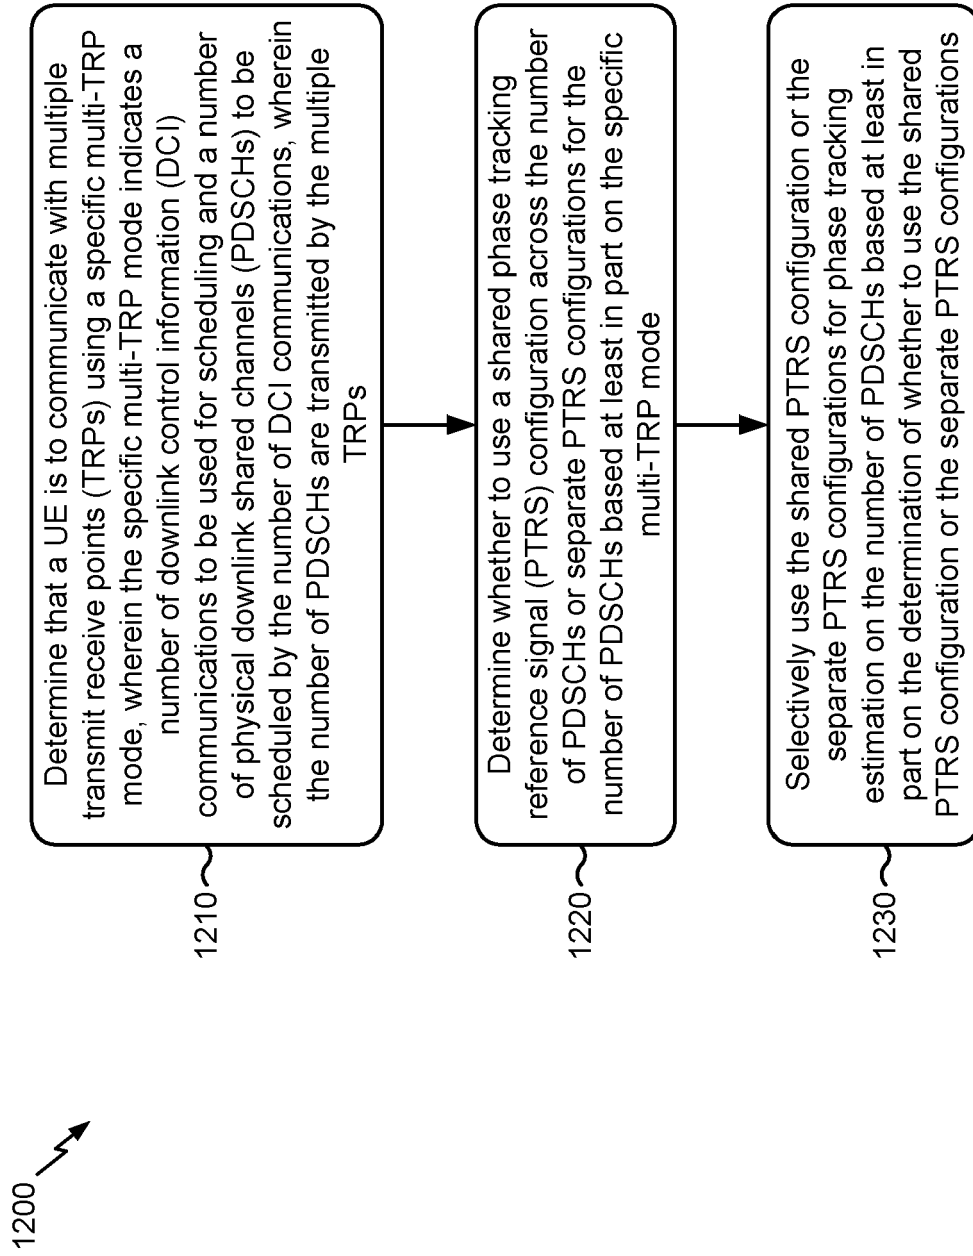 1200
1210
Determine that a UE is to communicate with multiple
transmit receive points (TRPs) using a specific multi-TRP
mode, wherein the specific multi-TRP mode indicates a
number of downlink control information (DCI)
communications to be used for scheduling and a number
of physical downlink shared channels (PDSCHs) to be
scheduled by the number of DCI communications, wherein
the number of PDSCHs are transmitted by the multiple
TRPs
1220
Determine whether to use a shared phase tracking
reference signal (PTRS) configuration across the number
of PDSCHs or separate PTRS configurations for the
number of PDSCHs based at least in part on the specific
multi-TRP mode
1230
Selectively use the shared PTRS configuration or the
separate PTRS configurations for phase tracking
estimation on the number of PDSCHs based at least in
part on the determination of whether to use the shared
PTRS configuration or the separate PTRS configurations